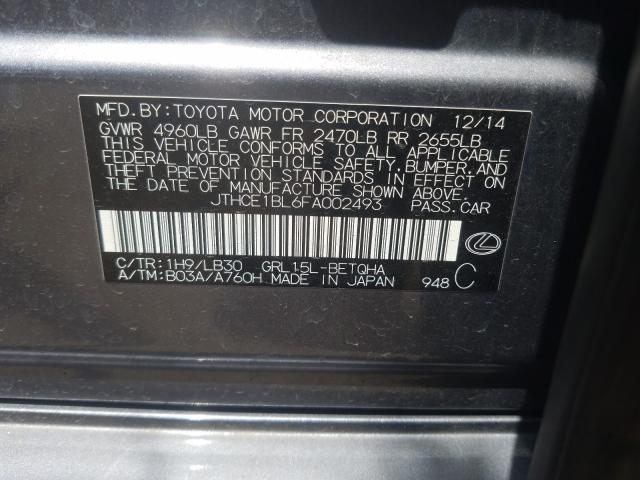 MFD.BY:TOYOTA MOTOR CORPORATION 12/14
GVWR 4960LB GAWR FR 2470LB RR 2655LB
THIS VEHICLE CONFORMS TO ALL APPLICABLE
FEDERAL MOTOR VEHICLE SAFETY,BUMPER,AND
THEFT PREVENTION STANDARDS IN EFFECT ON
THE DATE OF MANUFACTURE SHOWN ABOVE.
JTHCE1BL6FA002493 PASS.CAR
C/TR:1H9/LB30 GRL15L-BETQHA
A/TM:B03A/A760H MADE IN JAPAN 948 C